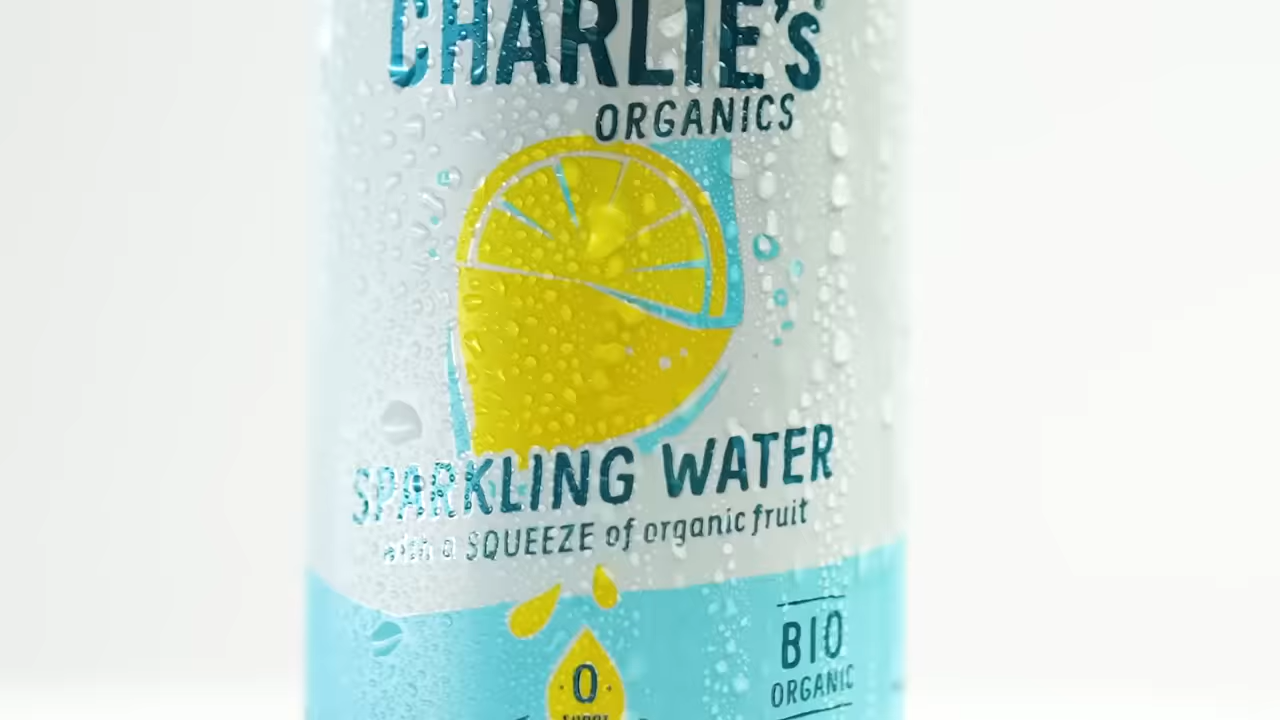 CHARLIE's
ORGANICS
SPARKLING WATER
with a SQUEEZE of organic fruit
BIO
ORGANIC
0